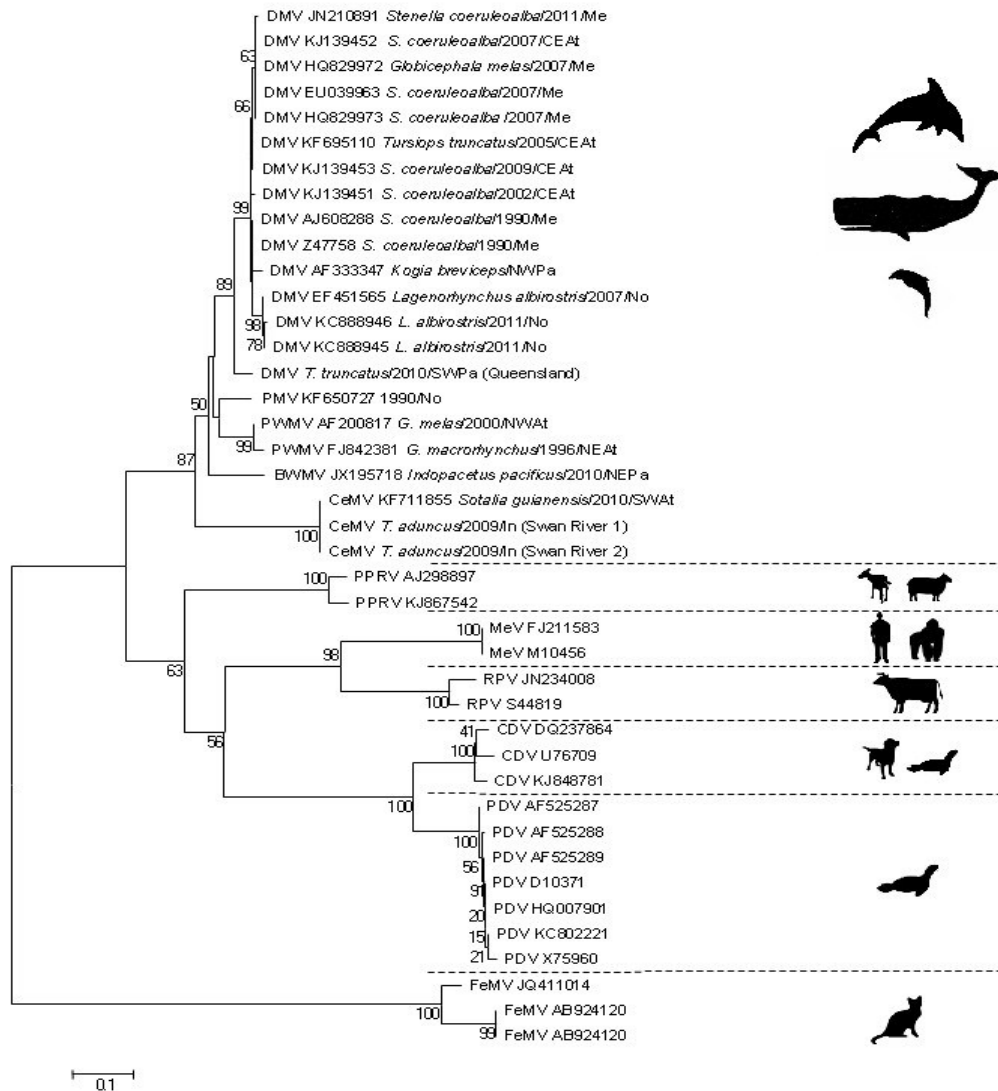 DMV JN210891 Stenella coeruleoalba/2011/Me
63
DMV KJ139452 S. coeruleoalba/2007/CEAt
DMV HQ829972 Globicephala melas/2007/Me
66
DMV EU039963 S. coeruleoalba/2007/Me
DMV HQ829973 S. coeruleoalba /2007/Me
DMV KF695110 Tursiops truncatus/2005/CEAt
DMV KJ139453 S. coeruleoalba/2009/CEAt
DMV KJ139451 S. coeruleoalba/2002/CEAt
99
DMV AJ608288 S. coeruleoalba/1990/Me
DMV Z47758 S. coeruleoalba/1990/Me
DMV AF333347 Kogia breviceps/NWPa
89
DMV EF451565 Lagenorhynchus albirostris/2007/No
98
DMV KC888946 L. albirostris/2011/No
78
DMV KC888945 L. albirostris/2011/No
DMV T. truncatus/2010/SWPa (Queensland)
PMV KF650727 1990/No
50
PWMV AF200817 G. melas/2000/NWAt
99
PWMV FJ842381 G. macrorhynchus/1996/NEAt
87
BWMV JX195718 Indopacetus pacificus/2010/NEPa
CeMV KF711855 Sotalia guianensis/2010/SWAt
CeMV T. aduncus/2009/In (Swan River 1)
100
CeMV T. aduncus/2009/In (Swan River 2)
100
PPRV AJ298897
PPRV KJ867542
100
MeV FJ211583
98
MeV M10456
63
RPV JN234008
100
RPV S44819
41
CDV DQ237864
56
100
CDV U76709
CDV KJ848781
100
PDV AF525287
100
PDV AF525288
PDV AF525289
56
PDV D10371
91
PDV HQ007901
20
PDV KC802221
15
PDV X75960
21
FeMV JQ411014
100
FeMV AB924120
99
FeMV AB924120
0.1